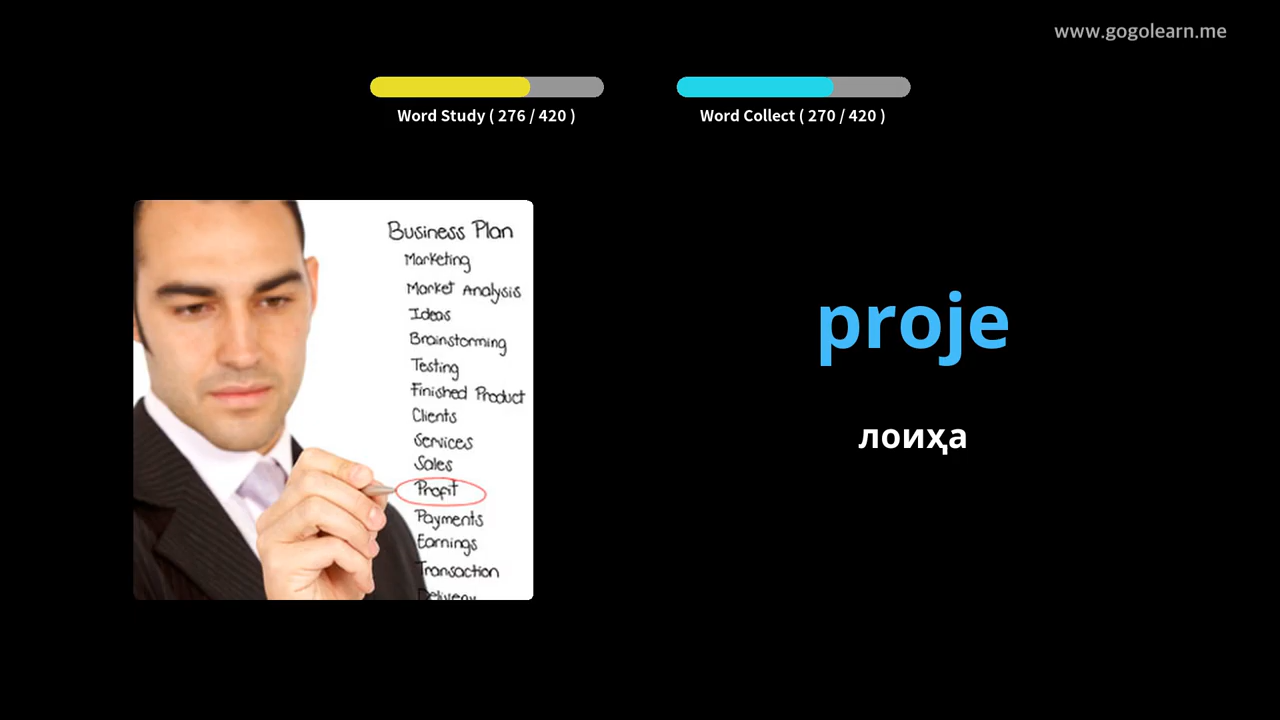 www.gogolearn.me
Word Study ( 276 / 420 )
Word Collect ( 270 / 420 )
Business Plan
Marketing
Market Analysis
Ideas
Brainstorming
Testing
Finished Product
Clients
Services
Sales
Profit
Payments
Earnings
Transaction
Delivery
proje
лоиҳа